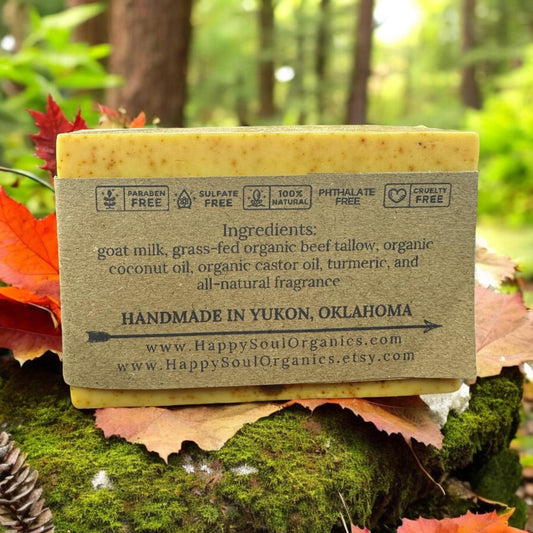 PARABEN FREE SULFATE FREE 100% NATURAL PHTHALATE FREE CRUELTY FREE
Ingredients:
goat milk, grass-fed organic beef tallow, organic
coconut oil, organic castor oil, turmeric, and
all-natural fragrance
HANDMADE IN YUKON, OKLAHOMA
www.HappySoulOrganics.com
www.HappySoulOrganics.etsy.com